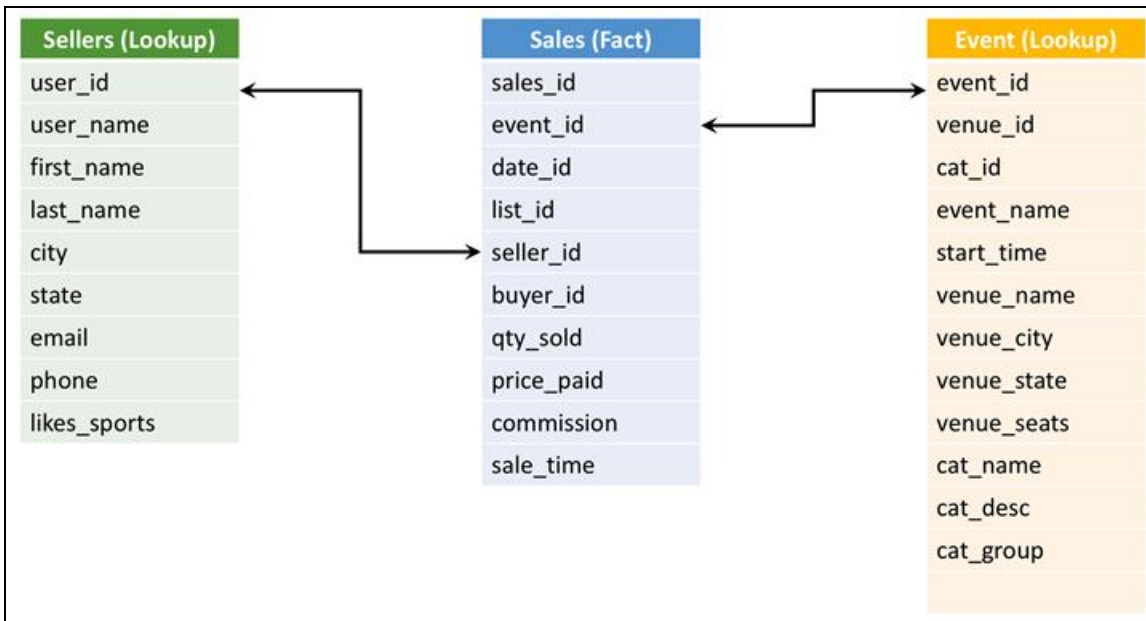 Sellers (Lookup)
user_id
user_name
first_name
last_name
city
state
email
phone
likes_sports
Sales (Fact)
sales_id
event_id
date_id
list_id
seller_id
buyer_id
qty_sold
price_paid
commission
sale_time
Event (Lookup)
event_id
venue_id
cat_id
event_name
start_time
venue_name
venue_city
venue_state
venue_seats
cat_name
cat_desc
cat_group